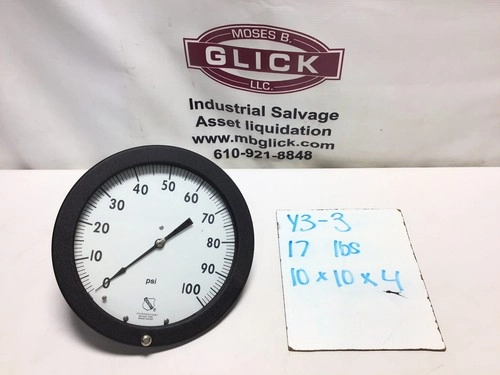 MOSES B.
GLICK
LLC.
Industrial Salvage
Asset liquidation
www.mbglick.com
610-921-8848
0
10
20
30
40
50
60
70
80
90
100
psi
Y3-3
17 lbs
10 x 10 x 4